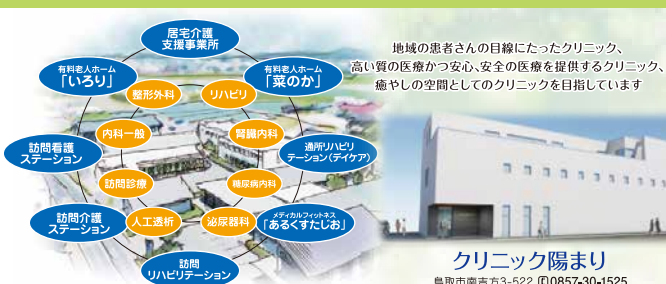 居宅介護
支援事業所
有料老人ホーム
「いろり」
有料老人ホーム
「菜のか」
整形外科
リハビリ
内科一般
腎臓内科
訪問看護
ステーション
通所リハビリ
テーション(デイケア)
訪問診療
糖尿病内科
訪問介護
ステーション
人工透析
泌尿器科
メディカルフィットネス
「あるくすたじお」
訪問
リハビリテーション
地域の患者さんの目線にたったクリニック、
高い質の医療かつ安心、安全の医療を提供するクリニック、
癒やしの空間としてのクリニックを目指しています
クリニック陽まり
鳥取市南吉方3-522 0857-30-1525